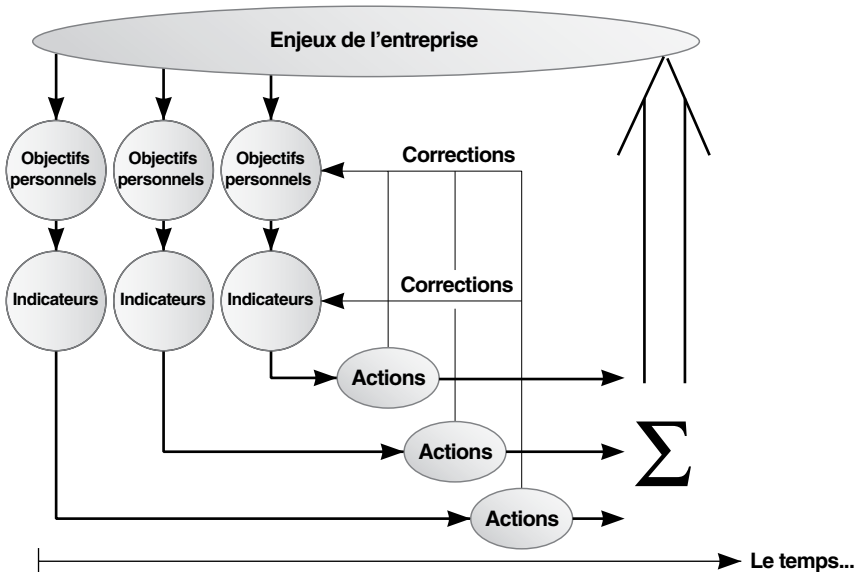 Enjeux de l’entreprise
Objectifs
personnels
Objectifs
personnels
Objectifs
personnels
Corrections
Indicateurs
Indicateurs
Indicateurs
Corrections
Actions
Actions
Σ
Actions
Le temps...